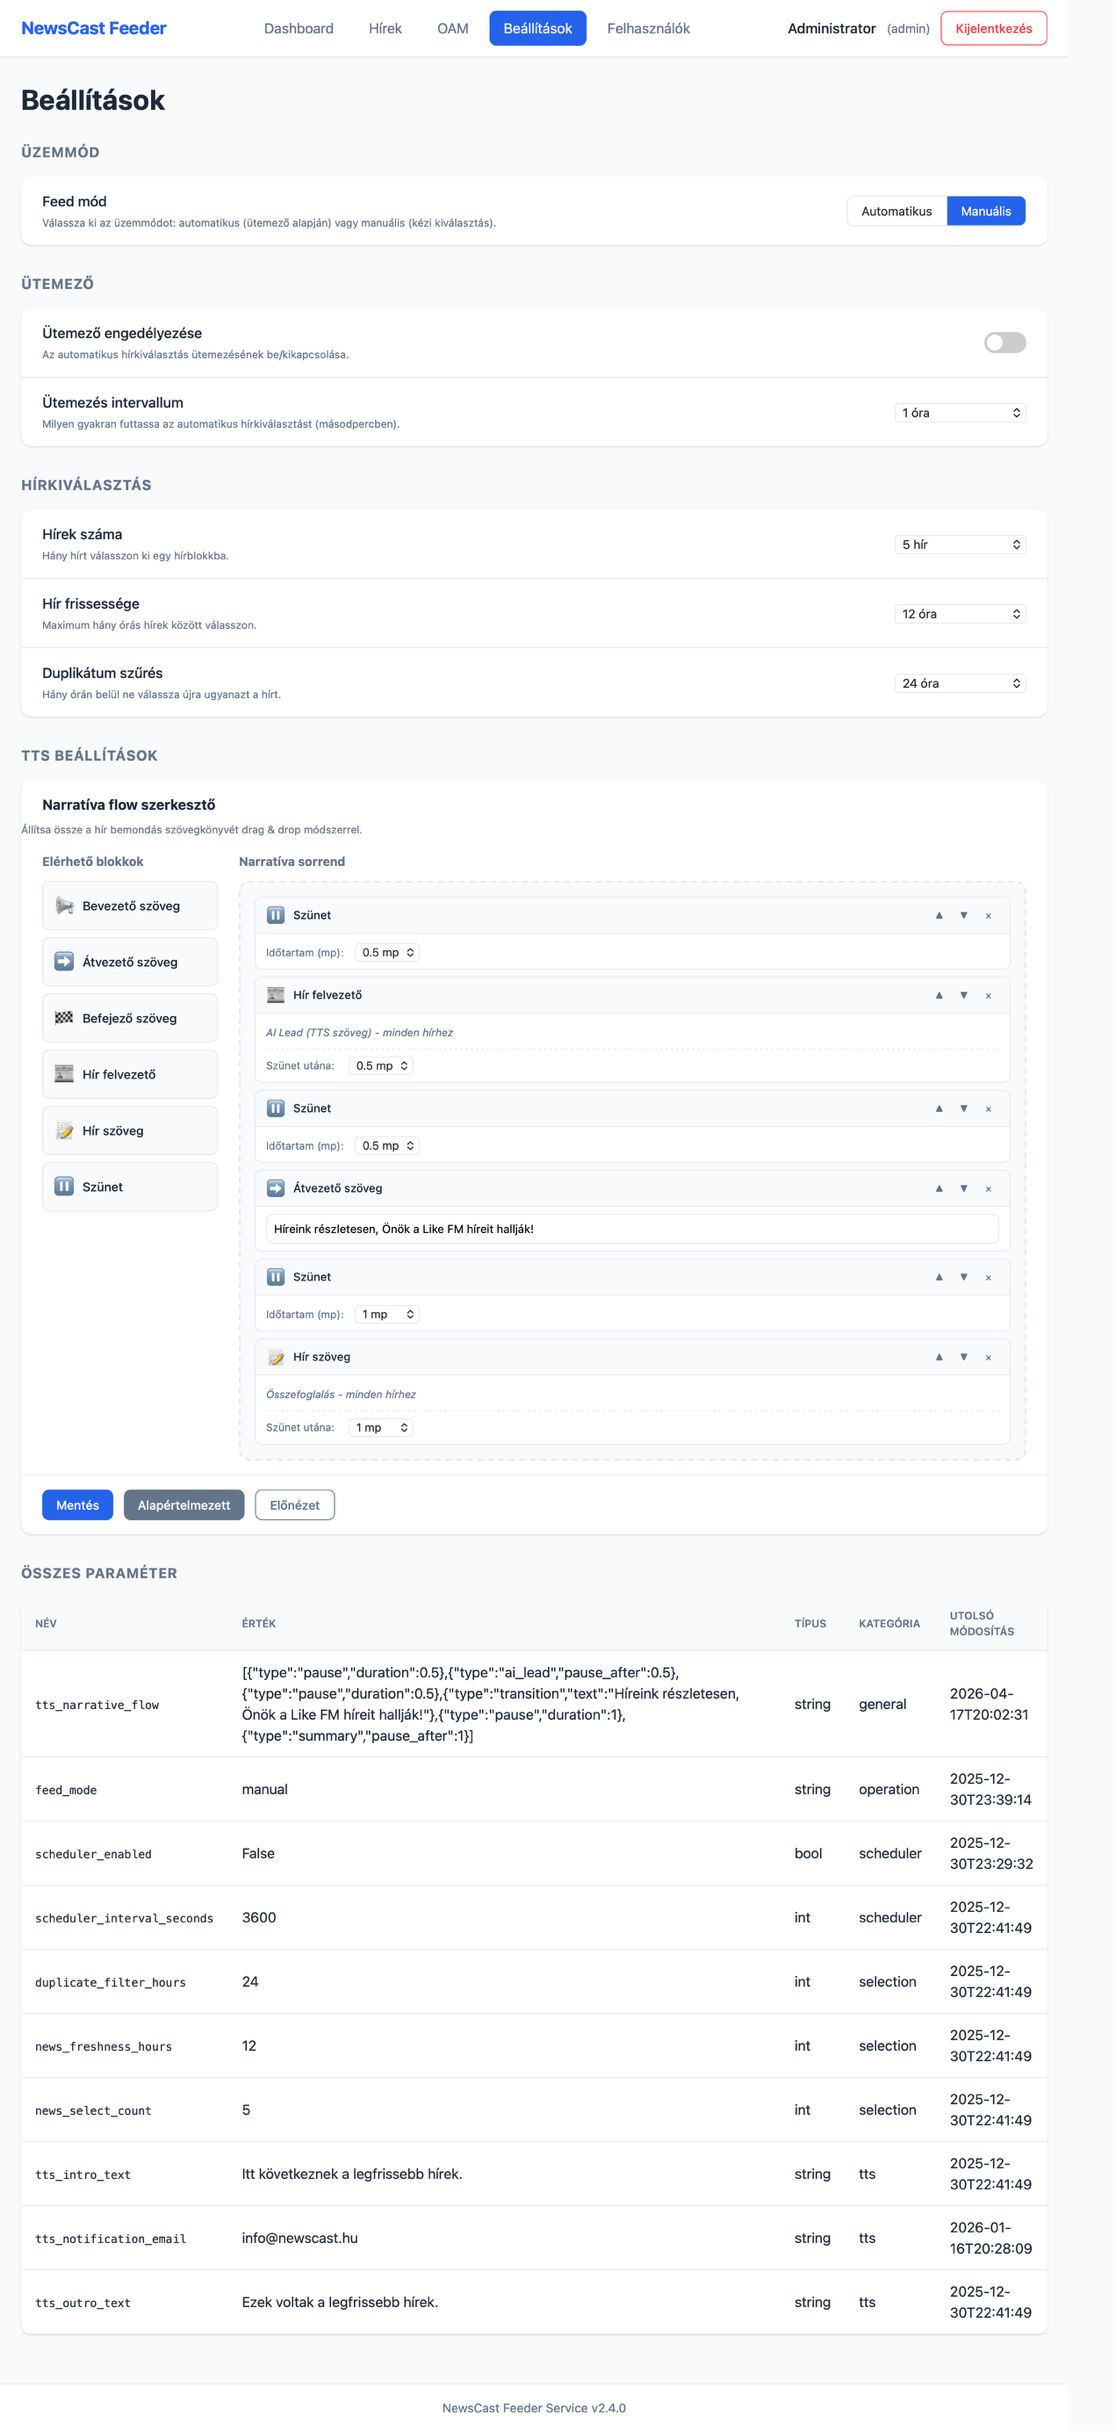 NewsCast Feeder
Dashboard
Hírek
OAM
Beállítások
Felhasználók
Administrator (admin)
Kijelentkezés
Beállítások
ÜZEMMÓD
Feed mód
Válassza ki az üzemmódot: automatikus (ütemező alapján) vagy manuális (kézi kiválasztás).
Automatikus
Manuális
ÜTEMEZŐ
Ütemező engedélyezése
Az automatikus hírkiválasztás ütemezésének be/kikapcsolása.
Ütemezés intervallum
Milyen gyakran futtassa az automatikus hírkiválasztást (másodpercben).
1 óra
HÍRKIVÁLASZTÁS
Hírek száma
Hány hírt válasszon ki egy hírblokkba.
5 hír
Hír frissessége
Maximum hány órás hírek között válasszon.
12 óra
Duplikátum szűrés
Hány órán belül ne válassza újra ugyanazt a hírt.
24 óra
TTS BEÁLLÍTÁSOK
Narratíva flow szerkesztő
Állítsa össze a hír bemondás szövegkönyvét drag & drop módszerrel.
Elérhető blokkok
Bevezető szöveg
Átvezető szöveg
Befejező szöveg
Hír felvezető
Hír szöveg
Szünet
Narratíva sorrend
Szünet ▲ ▼ ×
Időtartam (mp): 0.5 mp
Hír felvezető ▲ ▼ ×
AI Lead (TTS szöveg) - minden hírhez
Szünet utána: 0.5 mp
Szünet ▲ ▼ ×
Időtartam (mp): 0.5 mp
Átvezető szöveg ▲ ▼ ×
Híreink részletesen, Önök a Like FM híreit hallják!
Szünet ▲ ▼ ×
Időtartam (mp): 1 mp
Hír szöveg ▲ ▼ ×
Összefoglalás - minden hírhez
Szünet utána: 1 mp
Mentés
Alapértelmezett
Előnézet
ÖSSZES PARAMÉTER
NÉV
ÉRTÉK
TÍPUS
KATEGÓRIA
UTOLSÓ
MÓDOSÍTÁS
tts_narrative_flow
[{"type":"pause","duration":0.5},{"type":"ai_lead","pause_after":0.5},
{"type":"pause","duration":0.5},{"type":"transition","text":"Híreink részletesen,
Önök a Like FM híreit hallják!"},{"type":"pause","duration":1},
{"type":"summary","pause_after":1}]
string
general
2026-04-
17T20:02:31
feed_mode
manual
string
operation
2025-12-
30T23:39:14
scheduler_enabled
False
bool
scheduler
2025-12-
30T23:29:32
scheduler_interval_seconds
3600
int
scheduler
2025-12-
30T22:41:49
duplicate_filter_hours
24
int
selection
2025-12-
30T22:41:49
news_freshness_hours
12
int
selection
2025-12-
30T22:41:49
news_select_count
5
int
selection
2025-12-
30T22:41:49
tts_intro_text
Itt következnek a legfrissebb hírek.
string
tts
2025-12-
30T22:41:49
tts_notification_email
info@newscast.hu
string
tts
2026-01-
16T20:28:09
tts_outro_text
Ezek voltak a legfrissebb hírek.
string
tts
2025-12-
30T22:41:49
NewsCast Feeder Service v2.4.0